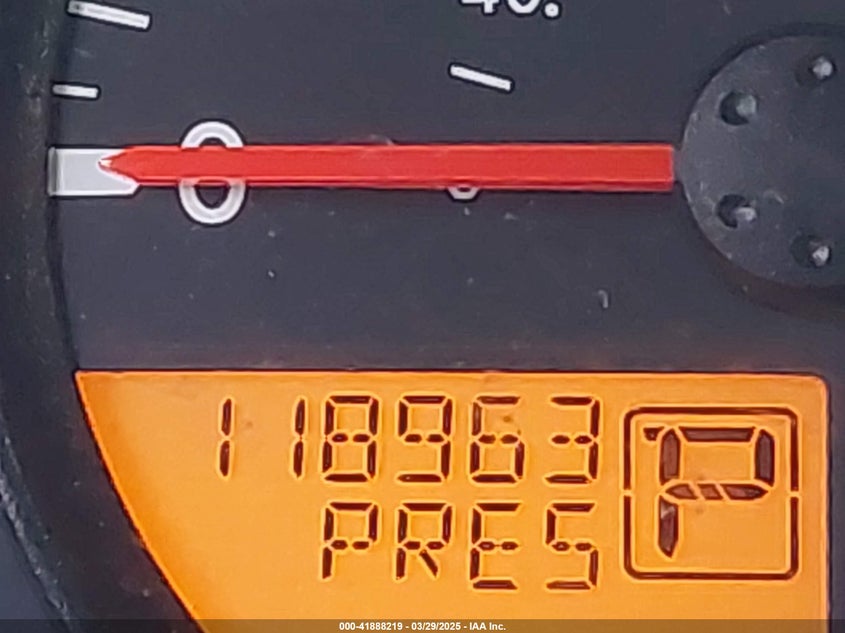 40.
0
118963
P
PRES
000-41888219 - 03/29/2025 - IAA Inc.